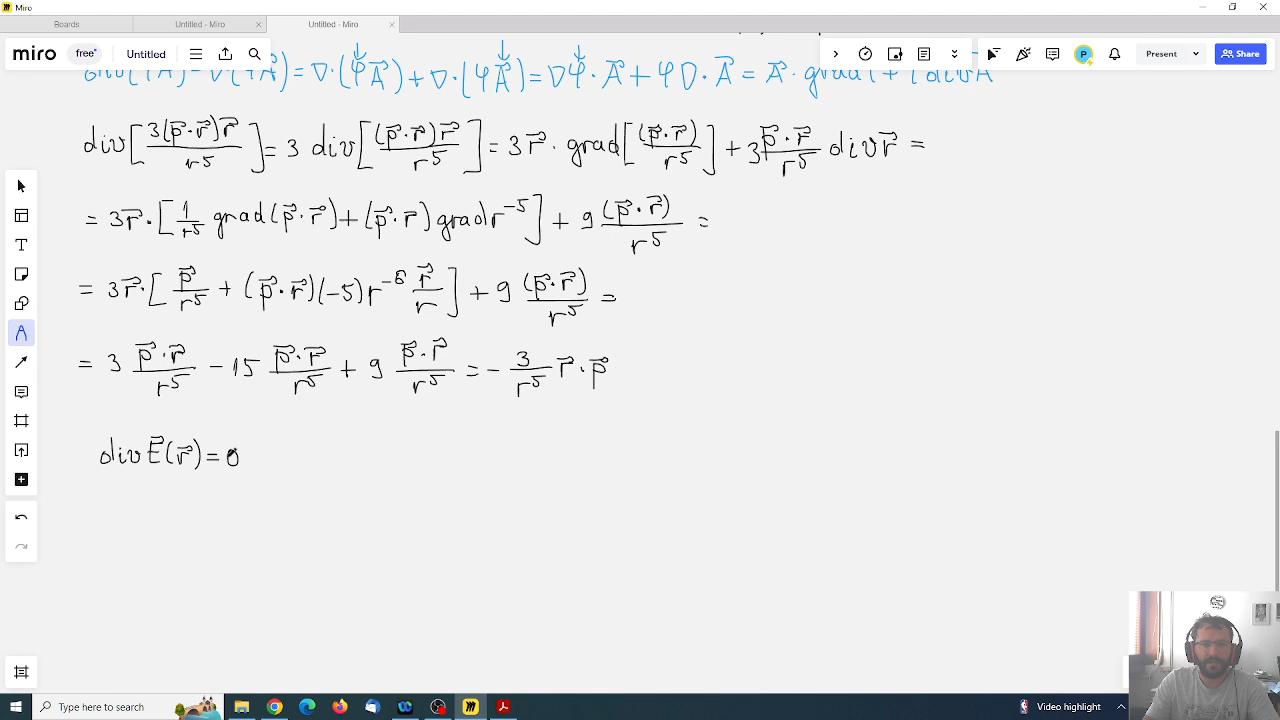 Miro
Boards
Untitled - Miro
Untitled - Miro
miro free Untitled
Present
Share
= ∇·(φA⃗) + ∇·(φA⃗) = ∇φ·A⃗ + φ∇·A⃗ = A⃗·grad
div[3(p⃗·r⃗)r⃗/r⁵] = 3 div[(p⃗·r⃗)r⃗/r⁵] = 3r⃗·grad[(p⃗·r⃗)/r⁵] + 3 p⃗·r⃗/r⁵ div r⃗ =
= 3r⃗·[1/r⁵ grad(p⃗·r⃗) + (p⃗·r⃗) grad r⁻⁵] + 9 (p⃗·r⃗)/r⁵ =
= 3r⃗·[p⃗/r⁵ + (p⃗·r⃗)(-5)r⁻⁶ r⃗/r] + 9 (p⃗·r⃗)/r⁵ =
= 3 p⃗·r⃗/r⁵ - 15 p⃗·r⃗/r⁵ + 9 p⃗·r⃗/r⁵ = - 3/r⁵ r⃗·p⃗
div E⃗(r⃗) = 0
Type here to search
Video highlight